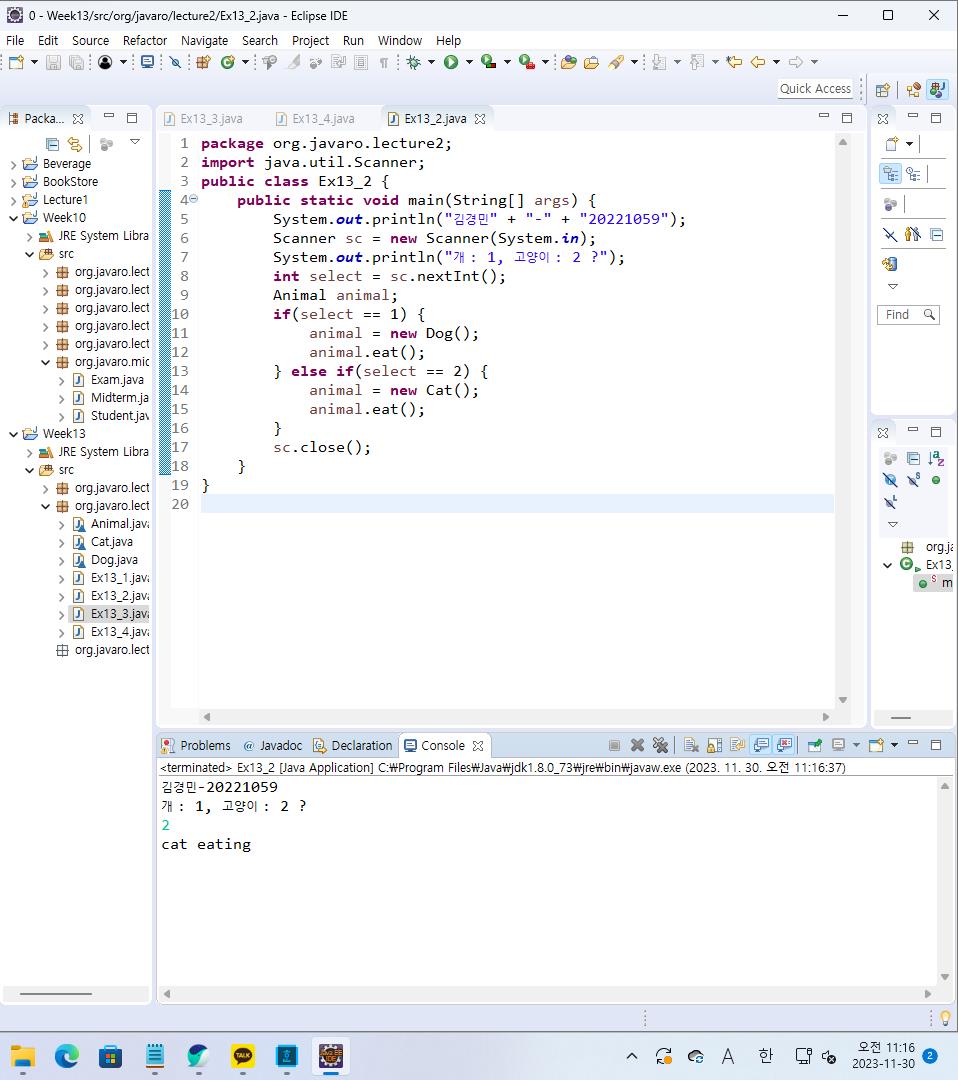 0 - Week13/src/org/javaro/lecture2/Ex13_2.java - Eclipse IDE
File Edit Source Refactor Navigate Search Project Run Window Help
Quick Access
Packa...
Ex13_3.java Ex13_4.java Ex13_2.java
Beverage
BookStore
Lecture1
Week10
JRE System Libra
src
org.javaro.lect
org.javaro.lect
org.javaro.lect
org.javaro.lect
org.javaro.lect
org.javaro.mic
Exam.java
Midterm.ja
Student.jav
Week13
JRE System Libra
src
org.javaro.lect
org.javaro.lect
Animal.java
Cat.java
Dog.java
Ex13_1.java
Ex13_2.java
Ex13_3.java
Ex13_4.java
org.javaro.lect
1 package org.javaro.lecture2;
2 import java.util.Scanner;
3 public class Ex13_2 {
4 public static void main(String[] args) {
5 System.out.println("김경민" + "-" + "20221059");
6 Scanner sc = new Scanner(System.in);
7 System.out.println("개 : 1, 고양이 : 2 ?");
8 int select = sc.nextInt();
9 Animal animal;
10 if(select == 1) {
11 animal = new Dog();
12 animal.eat();
13 } else if(select == 2) {
14 animal = new Cat();
15 animal.eat();
16 }
17 sc.close();
18 }
19 }
20
Find
org.ja
Ex13_
m
Problems @ Javadoc Declaration Console
<terminated> Ex13_2 [Java Application] C:₩Program Files₩Java₩jdk1.8.0_73₩jre₩bin₩javaw.exe (2023. 11. 30. 오전 11:16:37)
김경민-20221059
개 : 1, 고양이 : 2 ?
2
cat eating
TALK
A 한
오전 11:16
2023-11-30
2